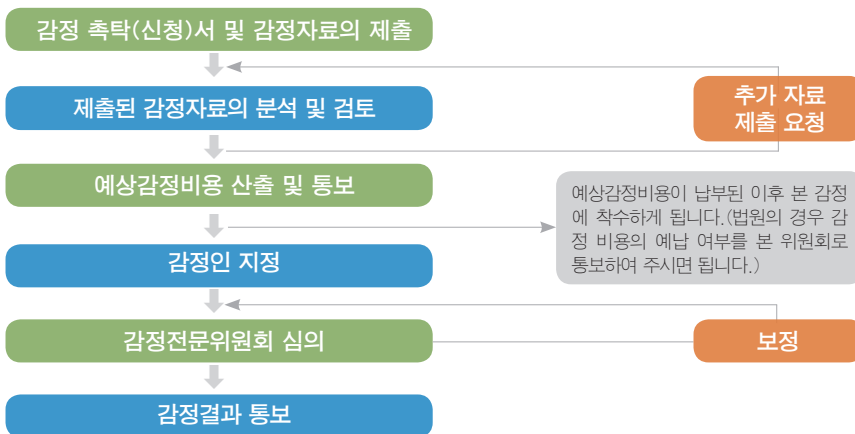 감정 촉탁(신청)서 및 감정자료의 제출
제출된 감정자료의 분석 및 검토
추가 자료
제출 요청
예상감정비용 산출 및 통보
예상감정비용이 납부된 이후 본 감정
에 착수하게 됩니다.(법원의 경우 감
정 비용의 예납 여부를 본 위원회로
통보하여 주시면 됩니다.)
감정인 지정
감정전문위원회 심의
보정
감정결과 통보